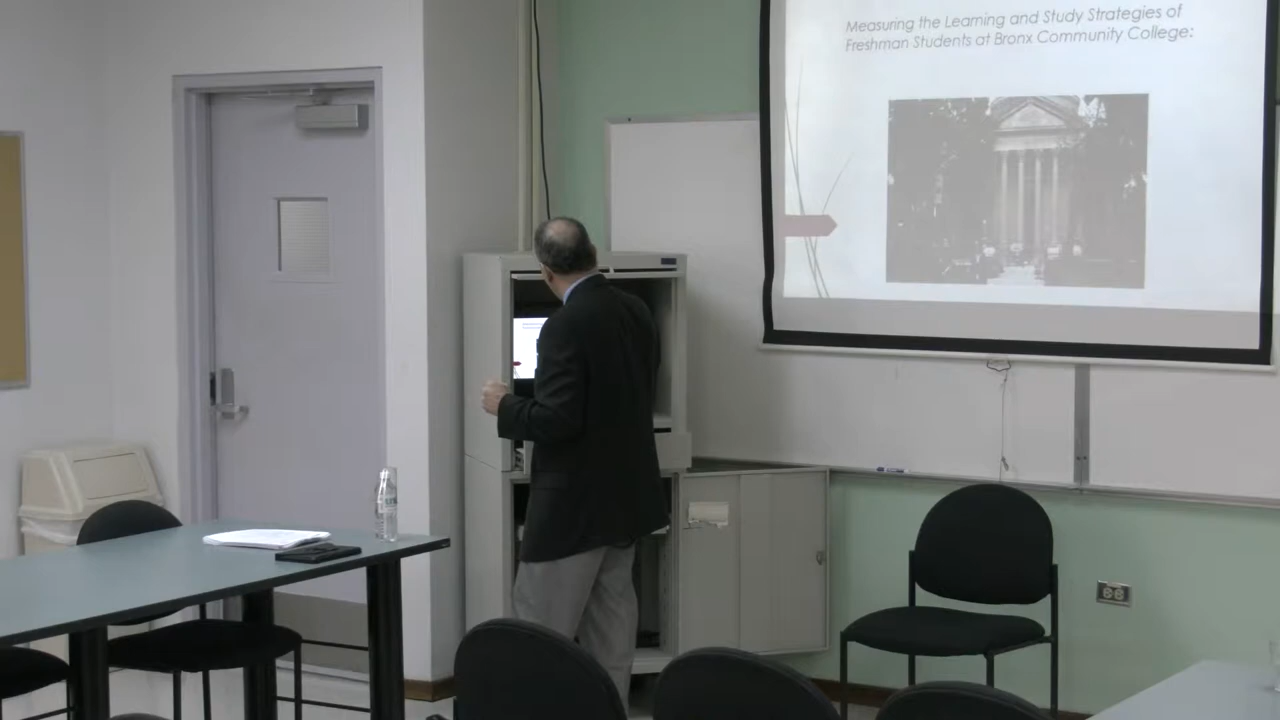 Measuring the Learning and Study Strategies of
Freshman Students at Bronx Community College: